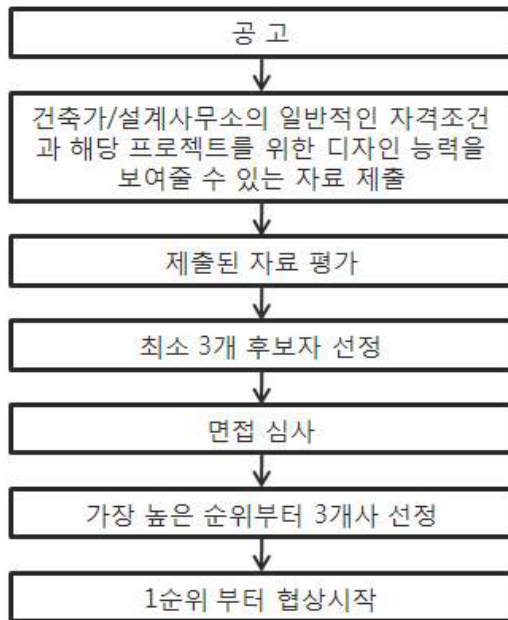 공 고
건축가/설계사무소의 일반적인 자격조건
과 해당 프로젝트를 위한 디자인 능력을
보여줄 수 있는 자료 제출
제출된 자료 평가
최소 3개 후보자 선정
면접 심사
가장 높은 순위부터 3개사 선정
1순위 부터 협상시작